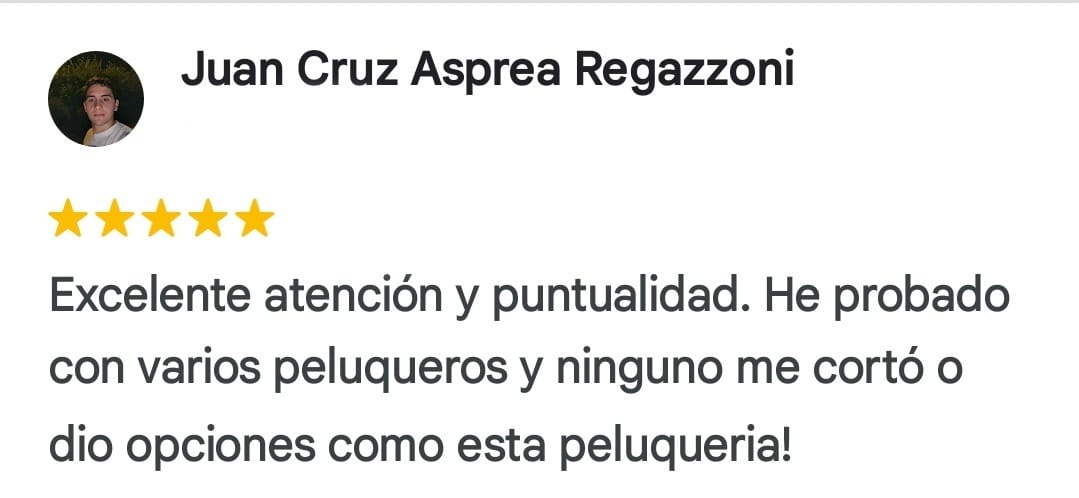 Juan Cruz Asprea Regazzoni
Excelente atención y puntualidad. He probado
con varios peluqueros y ninguno me cortó o
dio opciones como esta peluqueria!